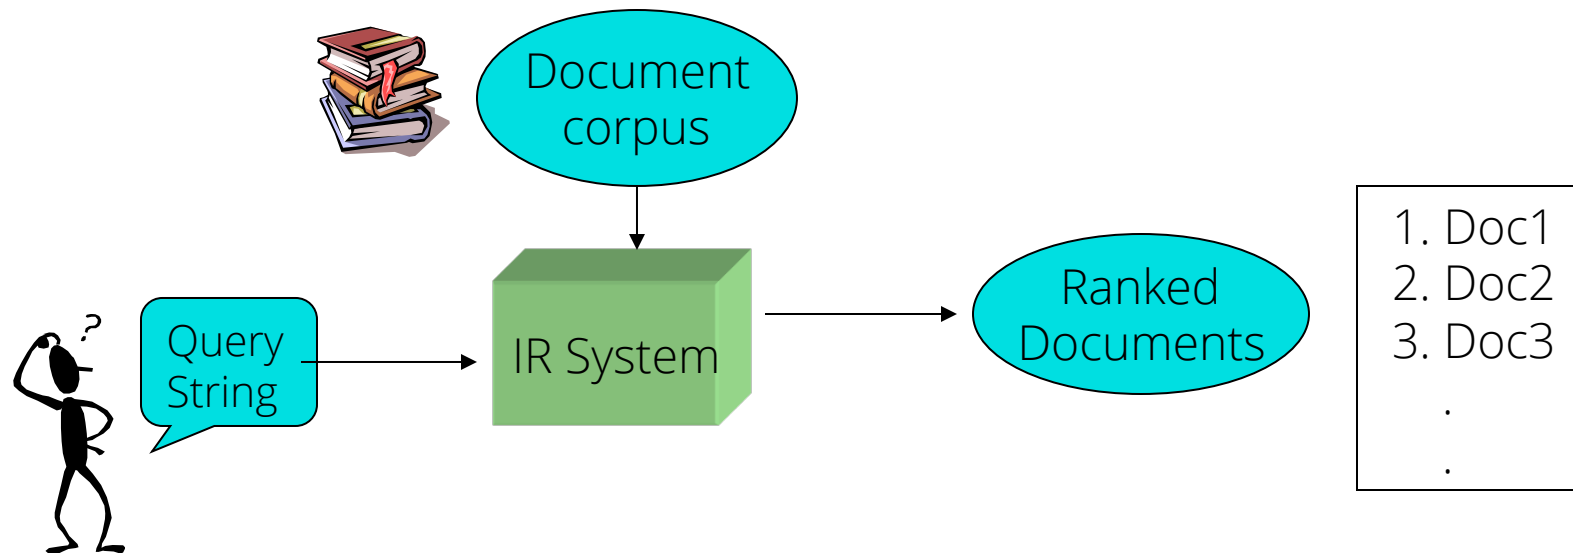 Document
corpus
?
Query
String
IR System
Ranked
Documents
1. Doc1
2. Doc2
3. Doc3
.
.